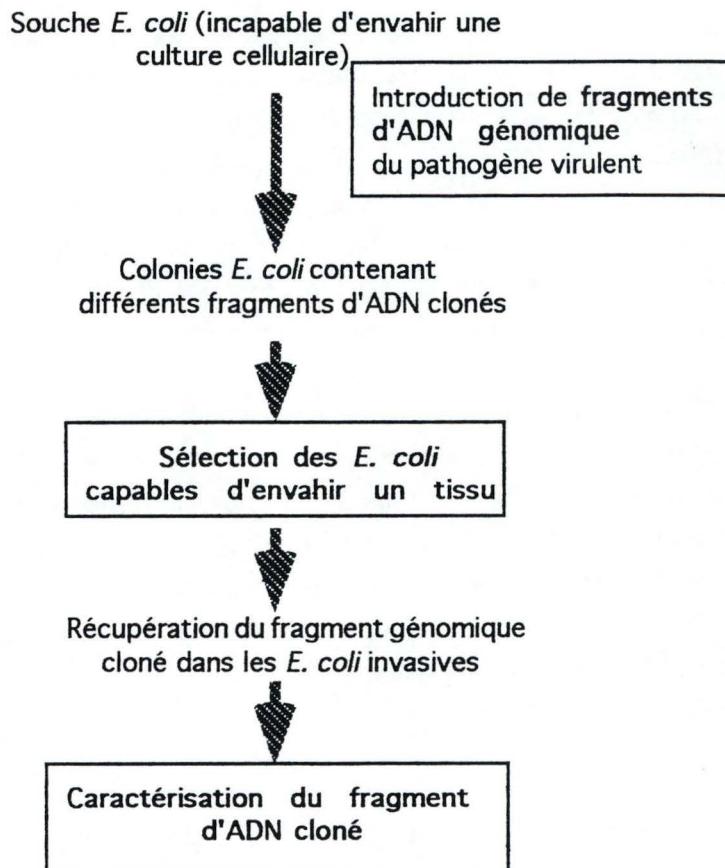 Souche E. coli (incapable d'envahir une
culture cellulaire)
Introduction de fragments
d'ADN génomique
du pathogène virulent
Colonies E. coli contenant
différents fragments d'ADN clonés
Sélection des E. coli
capables d'envahir un tissu
Récupération du fragment génomique
cloné dans les E. coli invasives
Caractérisation du fragment
d'ADN cloné